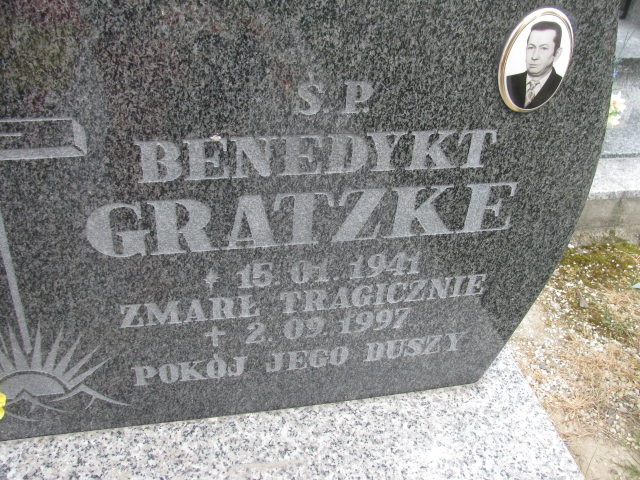 Ś.P.
BENEDYKT
GRATZKE
* 15.01.1941
ZMARŁ TRAGICZNIE
+ 2.09.1997
POKÓJ JEGO DUSZY